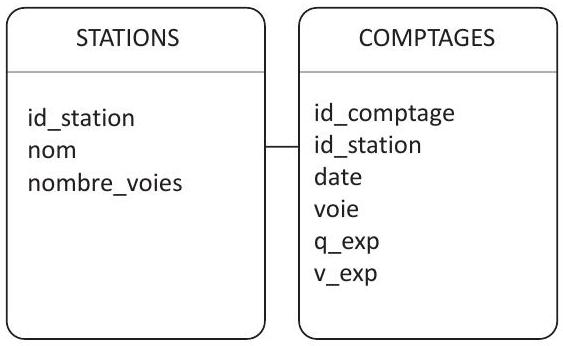 STATIONS
id_station
nom
nombre_voies
COMPTAGES
id_comptage
id_station
date
voie
q_exp
v_exp